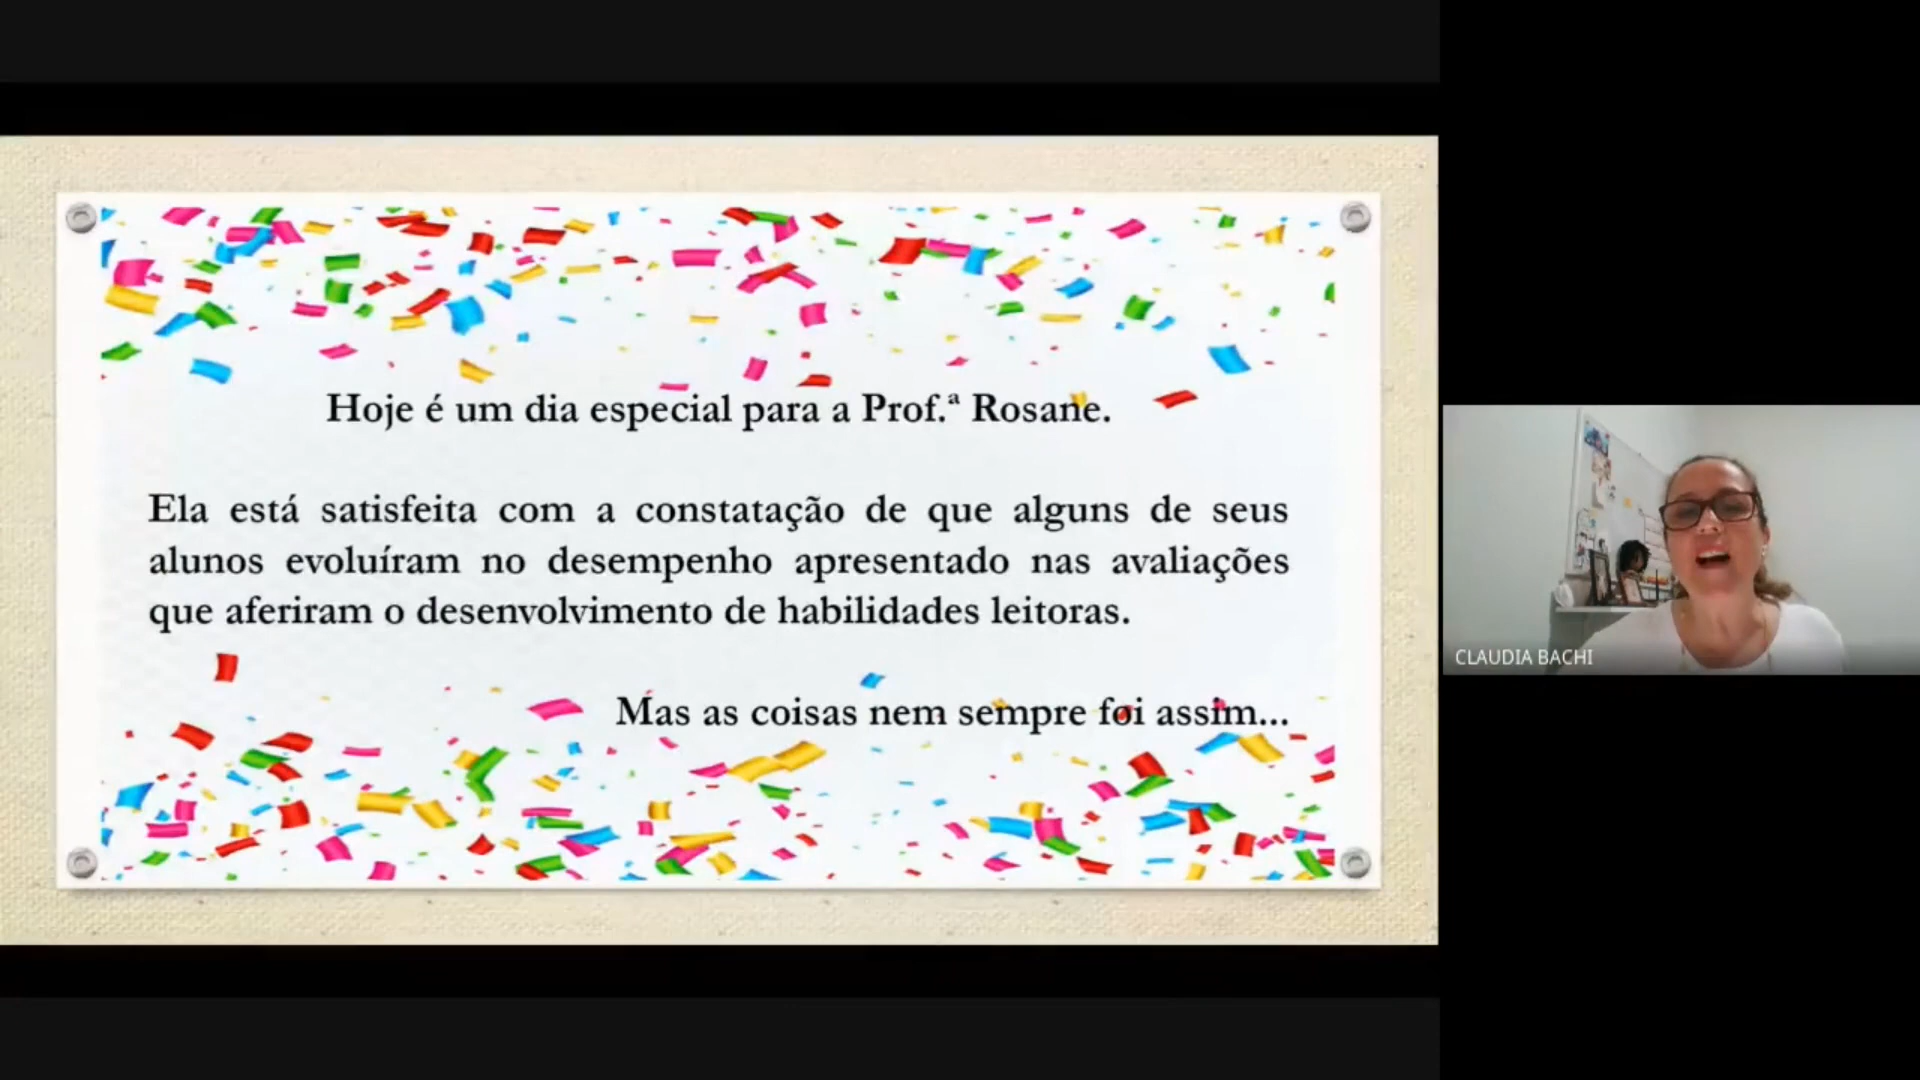 Hoje é um dia especial para a Prof.ª Rosane.
Ela está satisfeita com a constatação de que alguns de seus
alunos evoluíram no desempenho apresentado nas avaliações
que aferiram o desenvolvimento de habilidades leitoras.
Mas as coisas nem sempre foi assim...
CLAUDIA BACHI